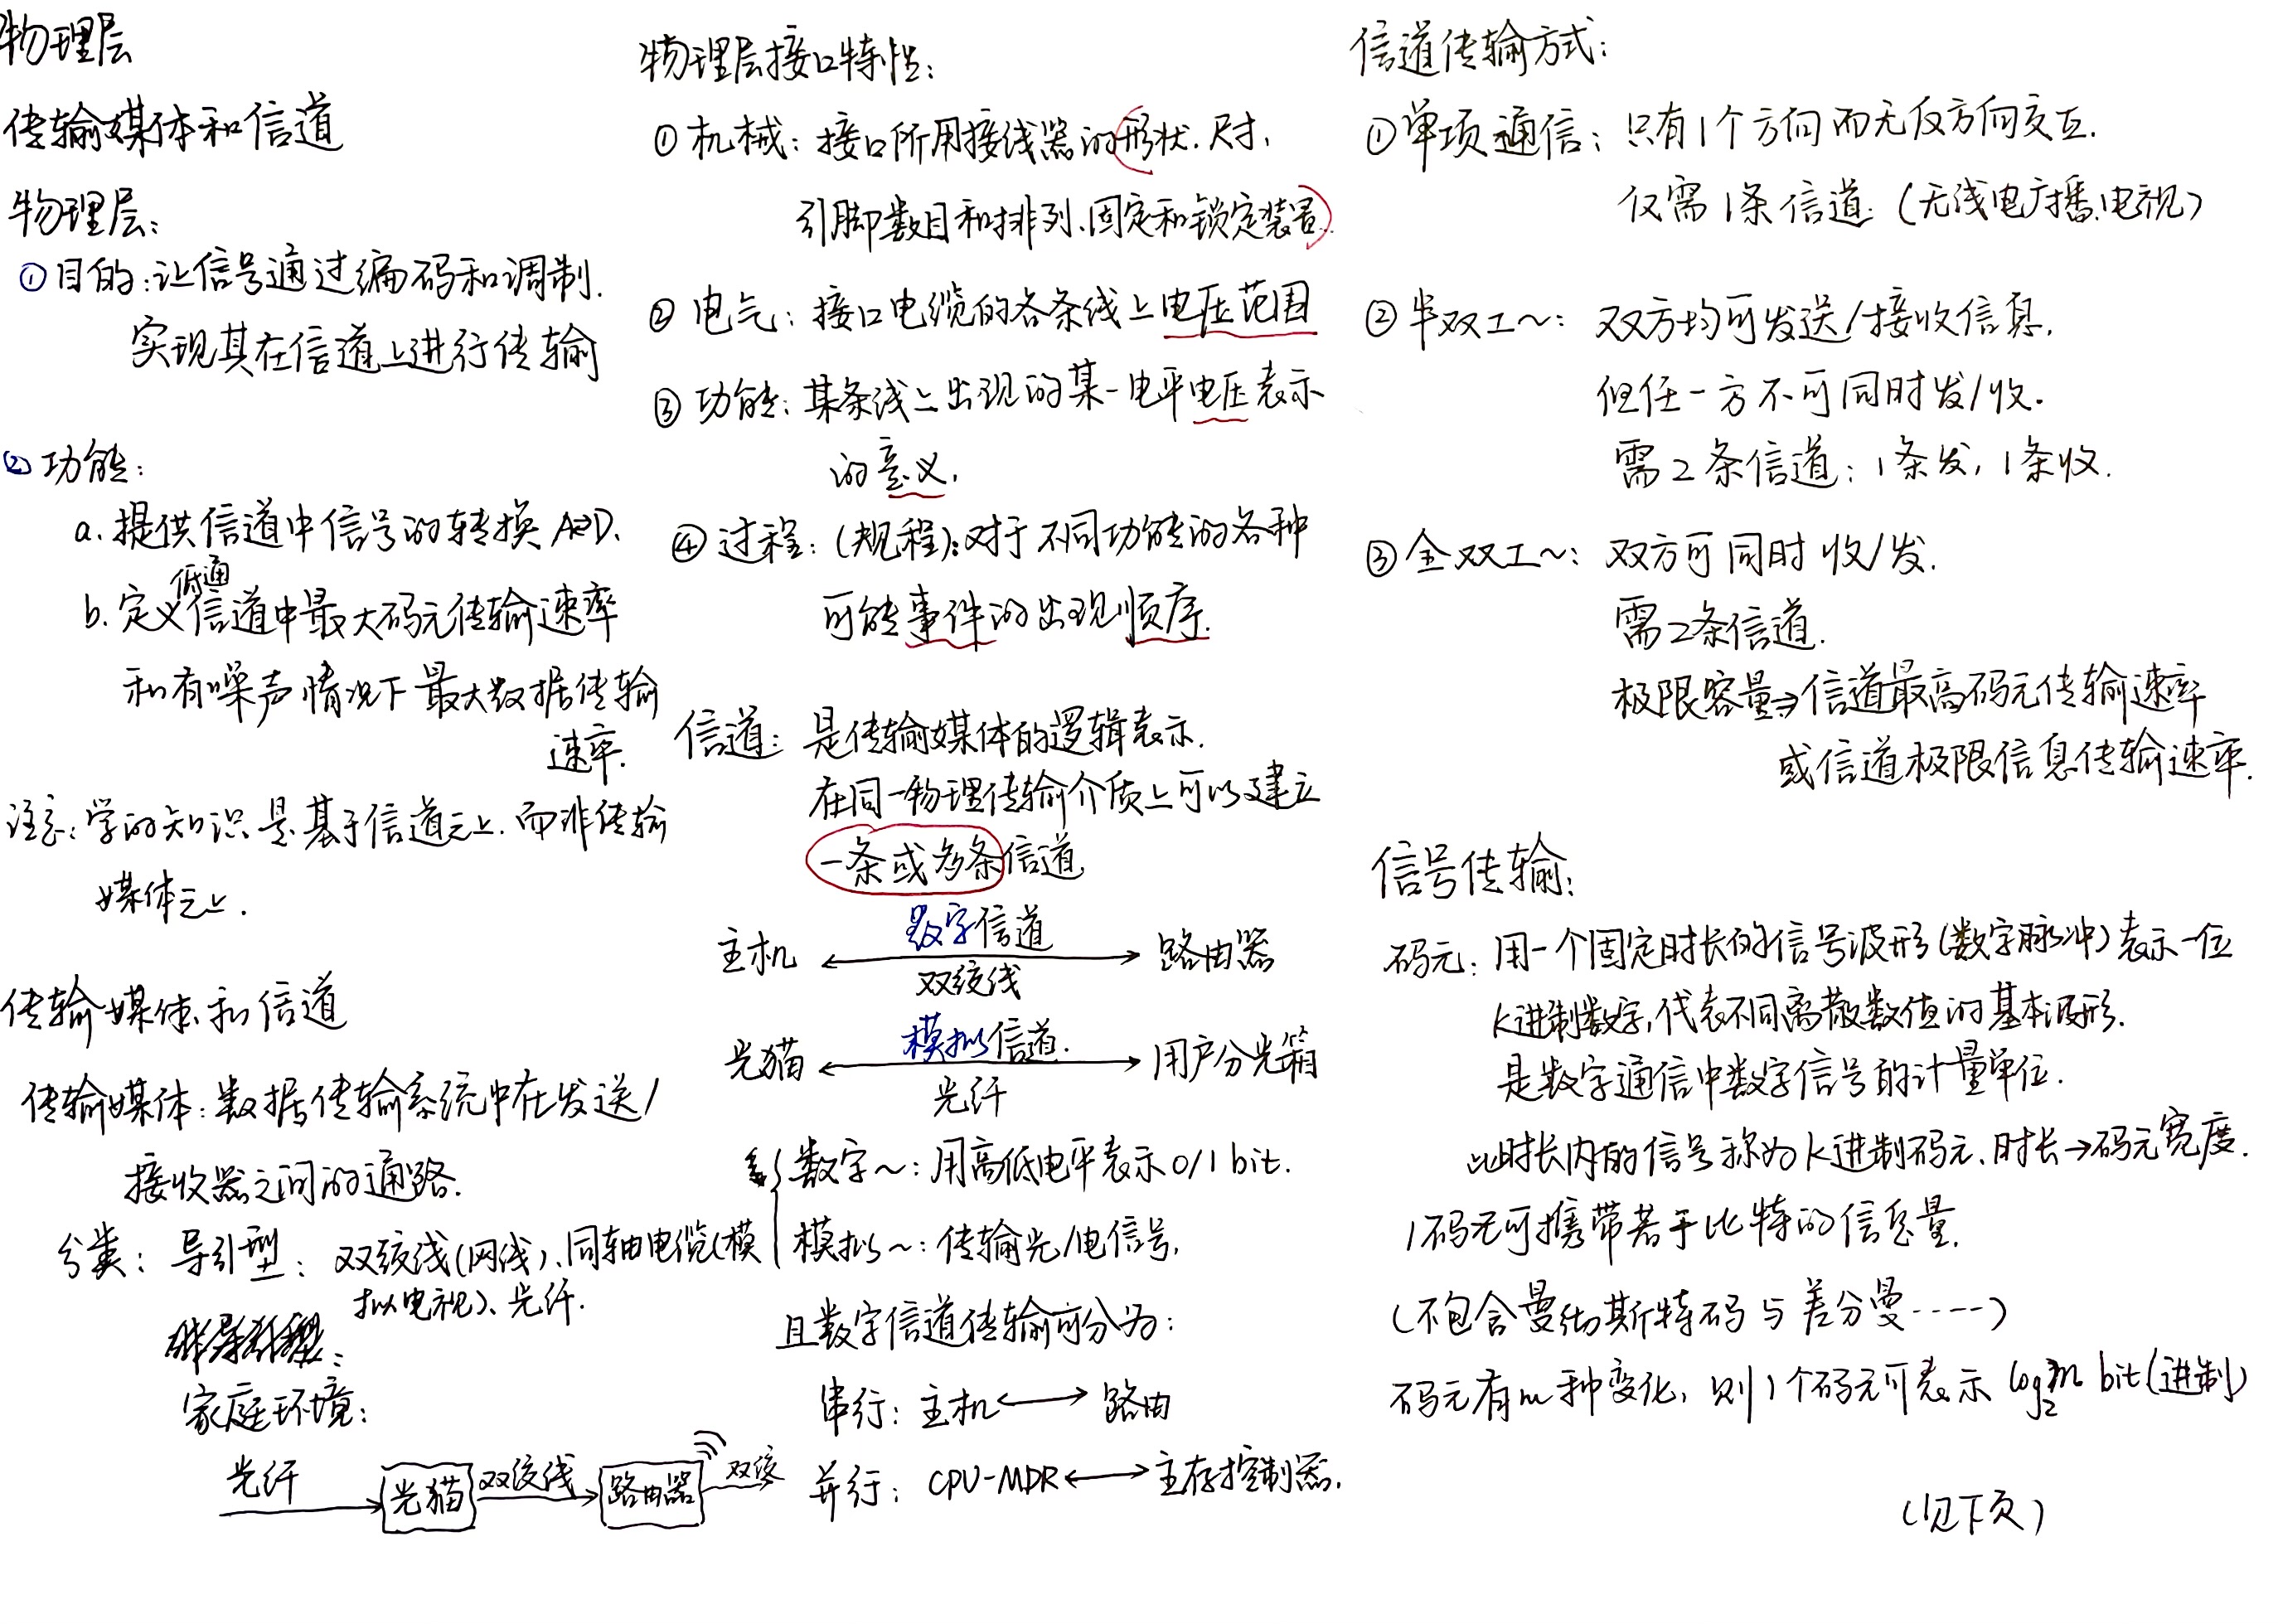 物理层
传输媒体和信道
物理层：
①目的：让信号通过编码和调制.
实现其在信道上进行传输
②功能：
a. 提供信道中信号的转换 A⇄D.
低通
b. 定义信道中最大码元传输速率
和有噪声情况下最大数据传输
速率.
注意：学的知识是基于信道之上.而非传输
媒体之上.
传输媒体和信道
传输媒体：数据传输系统中在发送/
接收器之间的通路.
分类：导引型：双绞线(网线)、同轴电缆(模
拟电视)、光纤.
家庭环境：
光纤 光猫 双绞线 路由器 双绞
物理层接口特性：
①机械：接口所用接线器的形状.尺寸,
引脚数目和排列、固定和锁定装置.
②电气：接口电缆的各条线上电压范围
③功能：某条线上出现的某一电平电压表示
的意义.
④过程：(规程)：对于不同功能的各种
可能事件的出现顺序.
信道：是传输媒体的逻辑表示.
在同一物理传输介质上可以建立
一条或多条信道.
数字信道
主机 ⟷ 路由器
双绞线
模拟信道.
光猫 ⟷ 用户分光箱
光纤
数字～：用高低电平表示0/1 bit.
模拟～：传输光/电信号,
且数字信道传输可分为：
串行：主机⟷路由
并行：CPU-MDR⟷主存控制器.
信道传输方式：
①单项通信：只有1个方向而无反方向交互.
仅需1条信道.(无线电广播.电视)
②半双工～：双方均可发送/接收信息,
但任一方不可同时发/收.
需2条信道：1条发,1条收.
③全双工～：双方可同时收/发.
需2条信道.
极限容量⇒信道最高码元传输速率
或信道极限信息传输速率.
信号传输：
码元：用一个固定时长的信号波形(数字脉冲)表示一位
k进制数字,代表不同离散数值的基本波形.
是数字通信中数字信号的计量单位.
此时长内的信号称为k进制码元、时长→码元宽度.
1码元可携带若干比特的信息量.
(不包含曼彻斯特码与差分曼····)
码元有m种变化,则1个码元可表示 log₂m bit(进制)
(见下页)